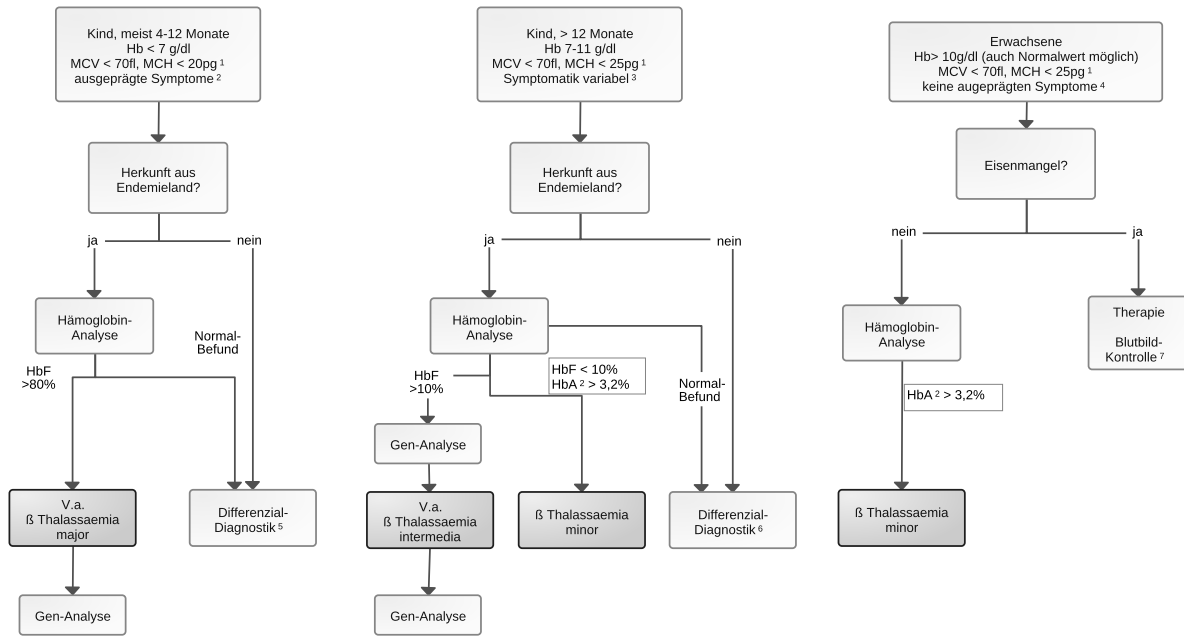 Kind, meist 4-12 Monate
Hb < 7 g/dl
MCV < 70fl, MCH < 20pg ¹
ausgeprägte Symptome ²
Herkunft aus
Endemieland?
ja
nein
Hämoglobin-
Analyse
Normal-
Befund
HbF
>80%
V.a.
ß Thalassaemia
major
Differenzial-
Diagnostik ⁵
Gen-Analyse
Kind, > 12 Monate
Hb 7-11 g/dl
MCV < 70fl, MCH < 25pg ¹
Symptomatik variabel ³
Herkunft aus
Endemieland?
ja
nein
Hämoglobin-
Analyse
HbF
>10%
HbF < 10%
HbA ² > 3,2%
Normal-
Befund
Gen-Analyse
V.a.
ß Thalassaemia
intermedia
ß Thalassaemia
minor
Differenzial-
Diagnostik ⁶
Gen-Analyse
Erwachsene
Hb> 10g/dl (auch Normalwert möglich)
MCV < 70fl, MCH < 25pg ¹
keine augeprägten Symptome ⁴
Eisenmangel?
nein
ja
Hämoglobin-
Analyse
Therapie
Blutbild-
Kontrolle ⁷
HbA ² > 3,2%
ß Thalassaemia
minor